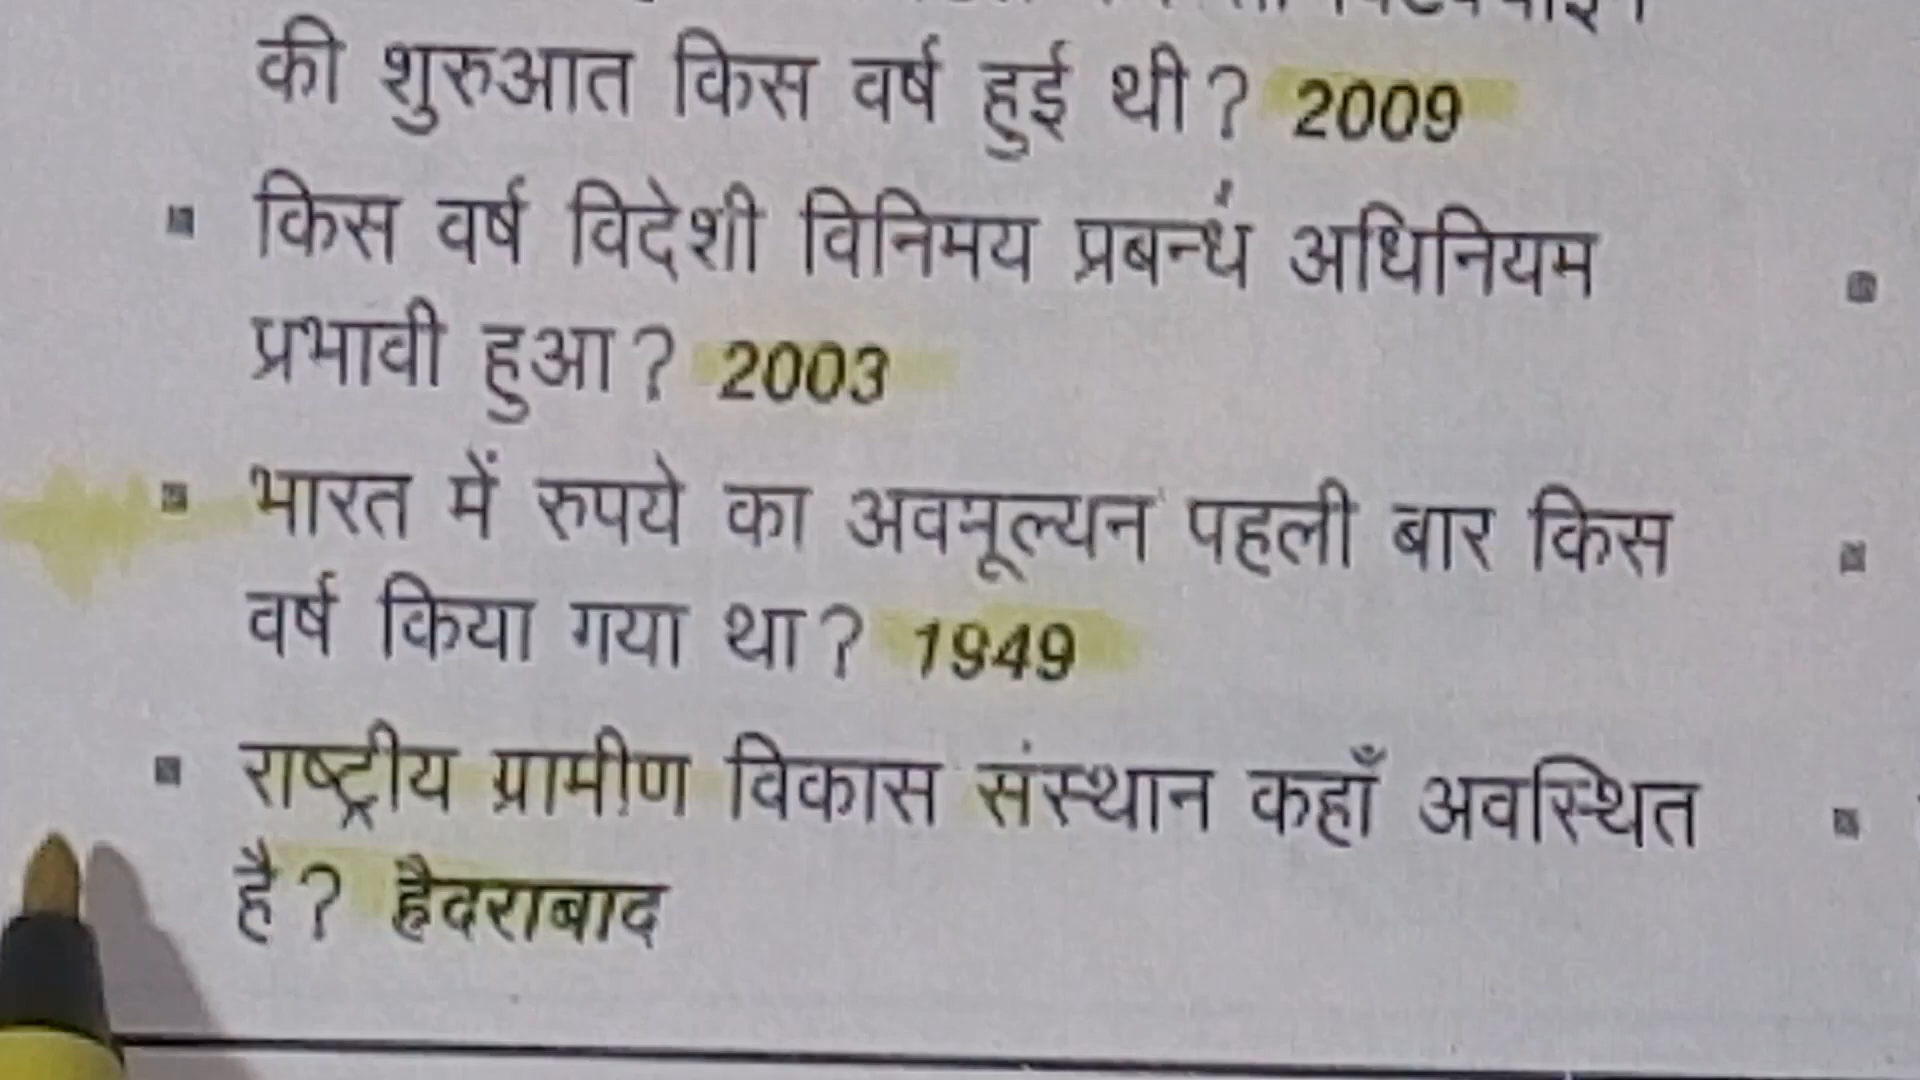 की शुरुआत किस वर्ष हुई थी? 2009
▪ किस वर्ष विदेशी विनिमय प्रबन्ध अधिनियम
प्रभावी हुआ? 2003
▪ भारत में रुपये का अवमूल्यन पहली बार किस
वर्ष किया गया था? 1949
▪ राष्ट्रीय ग्रामीण विकास संस्थान कहाँ अवस्थित
है? हैदराबाद